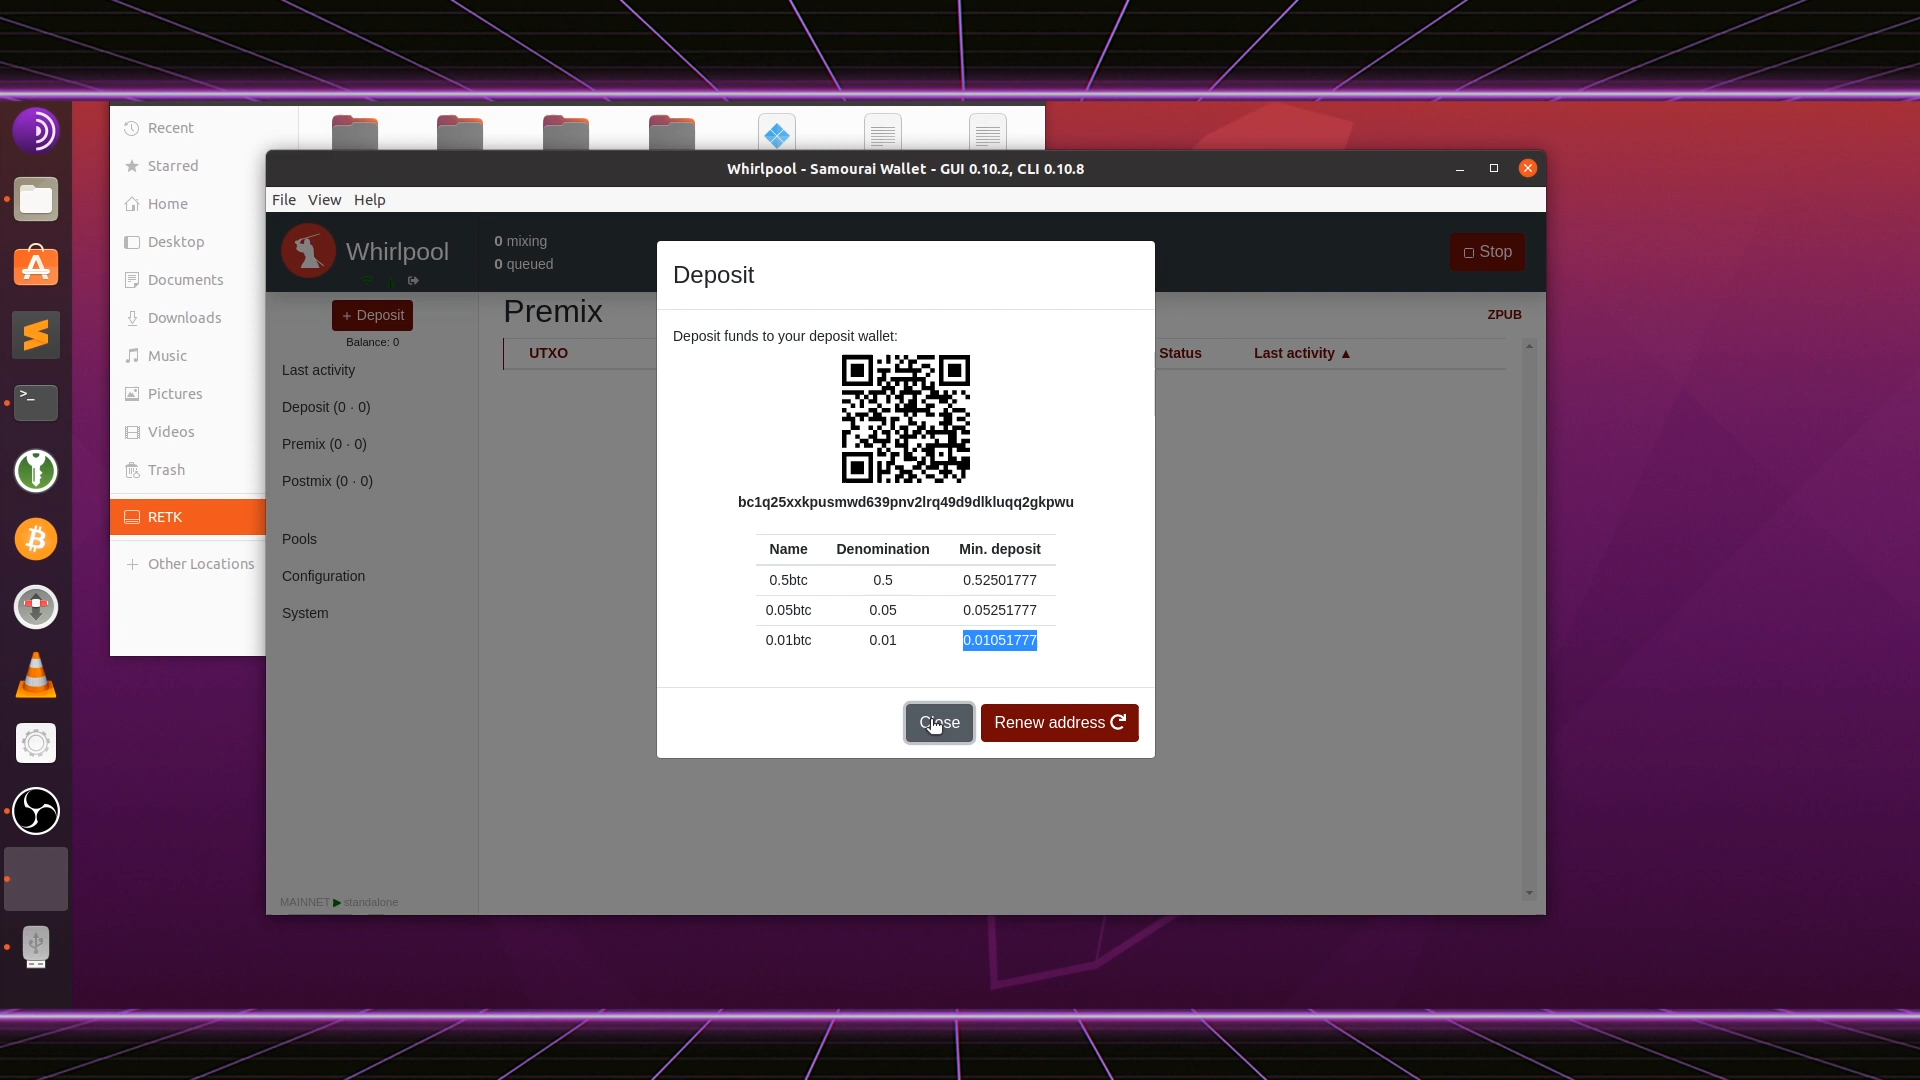 Recent
Starred
Home
Desktop
Documents
Downloads
Music
Pictures
Videos
Trash
RETK
Other Locations
Whirlpool - Samourai Wallet - GUI 0.10.2, CLI 0.10.8
File View Help
Whirlpool
0 mixing
0 queued
Stop
+ Deposit
Balance: 0
Last activity
Deposit (0 · 0)
Premix (0 · 0)
Postmix (0 · 0)
Pools
Configuration
System
MAINNET ▶ standalone
Premix
ZPUB
UTXO Status Last activity ▲
Deposit
Deposit funds to your deposit wallet:
bc1q25xxkpusmwd639pnv2lrq49d9dlkluqq2gkpwu
Name Denomination Min. deposit
0.5btc 0.5 0.52501777
0.05btc 0.05 0.05251777
0.01btc 0.01 0.01051777
Close Renew address